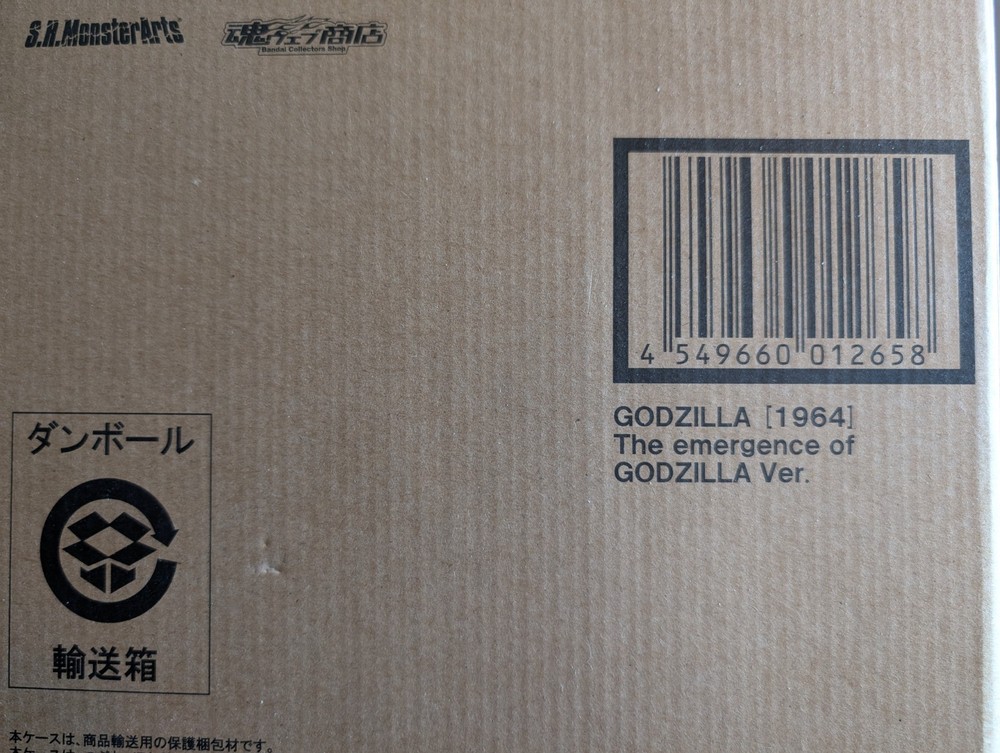 S.H.MonsterArts
魂ウェブ商店
Bandai Collectors Shop
4 549660 012658
GODZILLA [1964]
The emergence of
GODZILLA Ver.
ダンボール
輸送箱
本ケースは、商品輸送用の保護梱包材です。